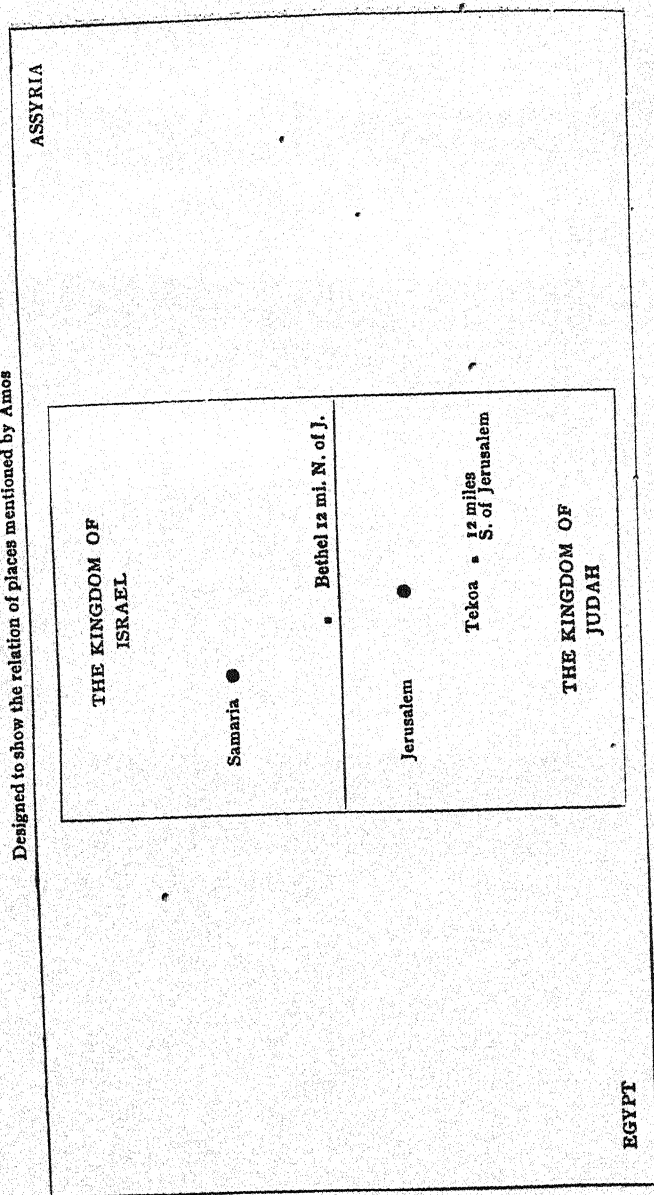 Designed to show the relation of places mentioned by Amos
ASSYRIA
THE KINGDOM OF
ISRAEL
Samaria
Bethel 12 mi. N. of J.
Jerusalem
Tekoa 12 miles
S. of Jerusalem
THE KINGDOM OF
JUDAH
EGYPT